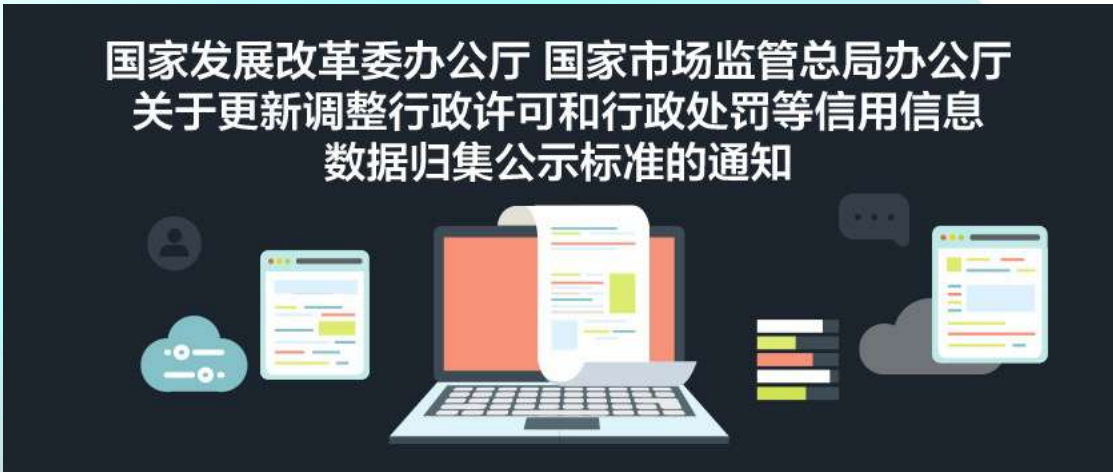 国家发展改革委办公厅 国家市场监管总局办公厅
关于更新调整行政许可和行政处罚等信用信息
数据归集公示标准的通知